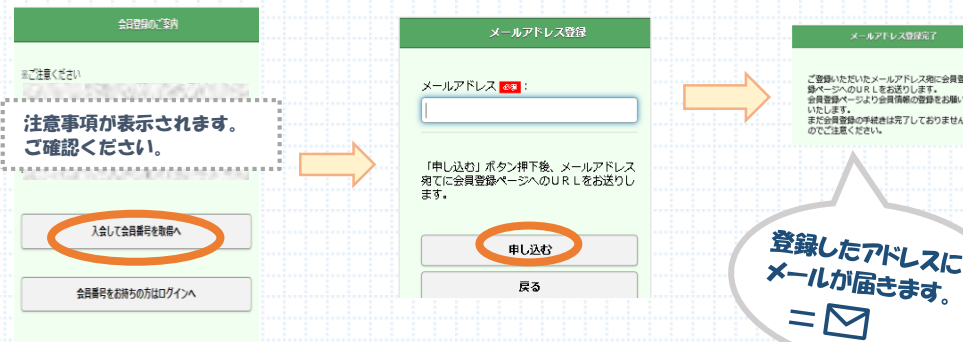 会員登録のご案内
※ご注意ください
注意事項が表示されます。
ご確認ください。
入会して会員番号を取得へ
会員番号をお持ちの方はログインへ
メールアドレス登録
メールアドレス 必須 :
「申し込む」ボタン押下後、メールアドレス
宛てに会員登録ページへのURLをお送りし
ます。
申し込む
戻る
メールアドレス登録完了
ご登録いただいたメールアドレス宛に会員登
録ページへのURLをお送りします。
会員登録ページより会員情報の登録をお願い
いたします。
まだ会員登録の手続きは完了しておりません
のでご注意ください。
登録したアドレスに
メールが届きます。